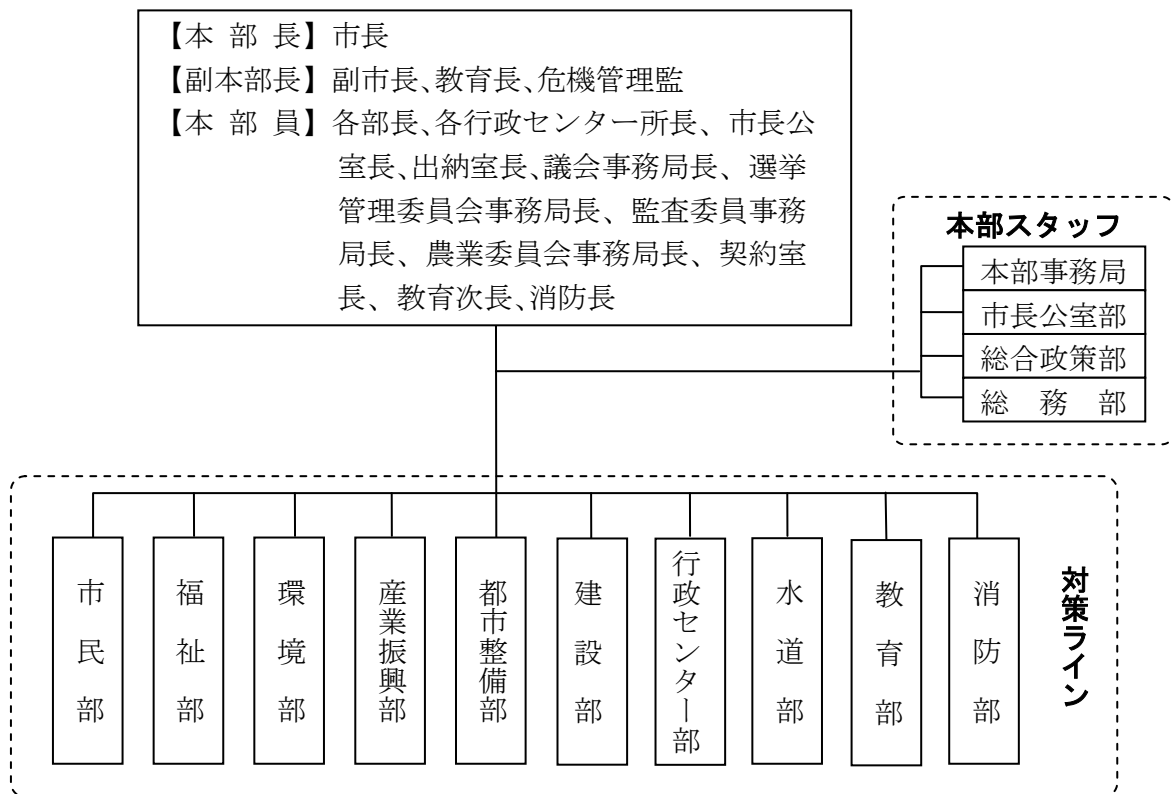 【本 部 長】市長
【副本部長】副市長、教育長、危機管理監
【本 部 員】各部長、各行政センター所長、市長公
室長、出納室長、議会事務局長、選挙
管理委員会事務局長、監査委員事務
局長、農業委員会事務局長、契約室
長、教育次長、消防長
本部スタッフ
本部事務局
市長公室部
総合政策部
総 務 部
市民部
福祉部
環境部
産業振興部
都市整備部
建設部
行政センター部
水道部
教育部
消防部
対策ライン